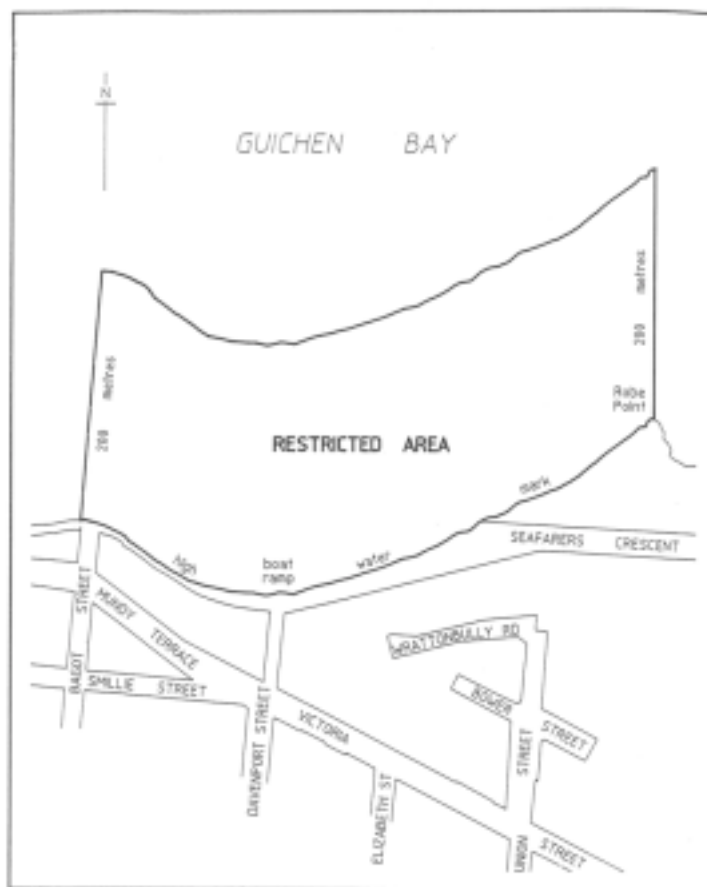 N
GUICHEN BAY
200 metres
200 metres
Robe
Point
RESTRICTED AREA
mark
water
high
boat
ramp
SEAFARERS CRESCENT
BAGOT STREET
MUNDY TERRACE
SMILLIE STREET
DAVENPORT STREET
VICTORIA STREET
ELIZABETH ST
WRATTONBULLY RD
BOWER STREET
UNION STREET